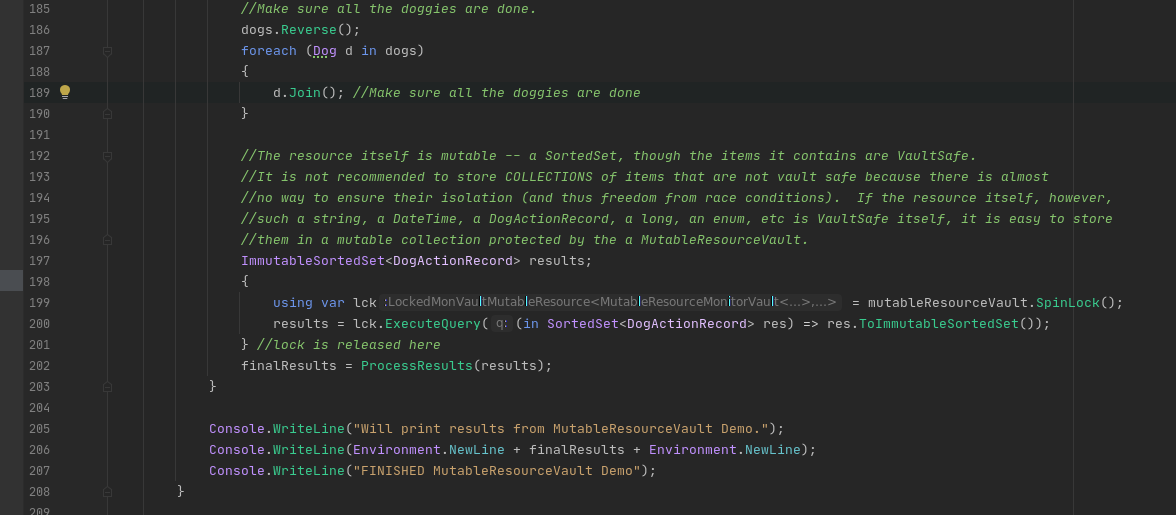 185 //Make sure all the doggies are done.
186 dogs.Reverse();
187 foreach (Dog d in dogs)
188 {
189 d.Join(); //Make sure all the doggies are done
190 }
191
192 //The resource itself is mutable -- a SortedSet, though the items it contains are VaultSafe.
193 //It is not recommended to store COLLECTIONS of items that are not vault safe because there is almost
194 //no way to ensure their isolation (and thus freedom from race conditions).  If the resource itself, however,
195 //such a string, a DateTime, a DogActionRecord, a long, an enum, etc is VaultSafe itself, it is easy to store
196 //them in a mutable collection protected by the a MutableResourceVault.
197 ImmutableSortedSet<DogActionRecord> results;
198 {
199 using var lck :LockedMonVaultMutableResource<MutableResourceMonitorVault<...>,...> = mutableResourceVault.SpinLock();
200 results = lck.ExecuteQuery( q: (in SortedSet<DogActionRecord> res) => res.ToImmutableSortedSet());
201 } //lock is released here
202 finalResults = ProcessResults(results);
203 }
204
205 Console.WriteLine("Will print results from MutableResourceVault Demo.");
206 Console.WriteLine(Environment.NewLine + finalResults + Environment.NewLine);
207 Console.WriteLine("FINISHED MutableResourceVault Demo");
208 }
209